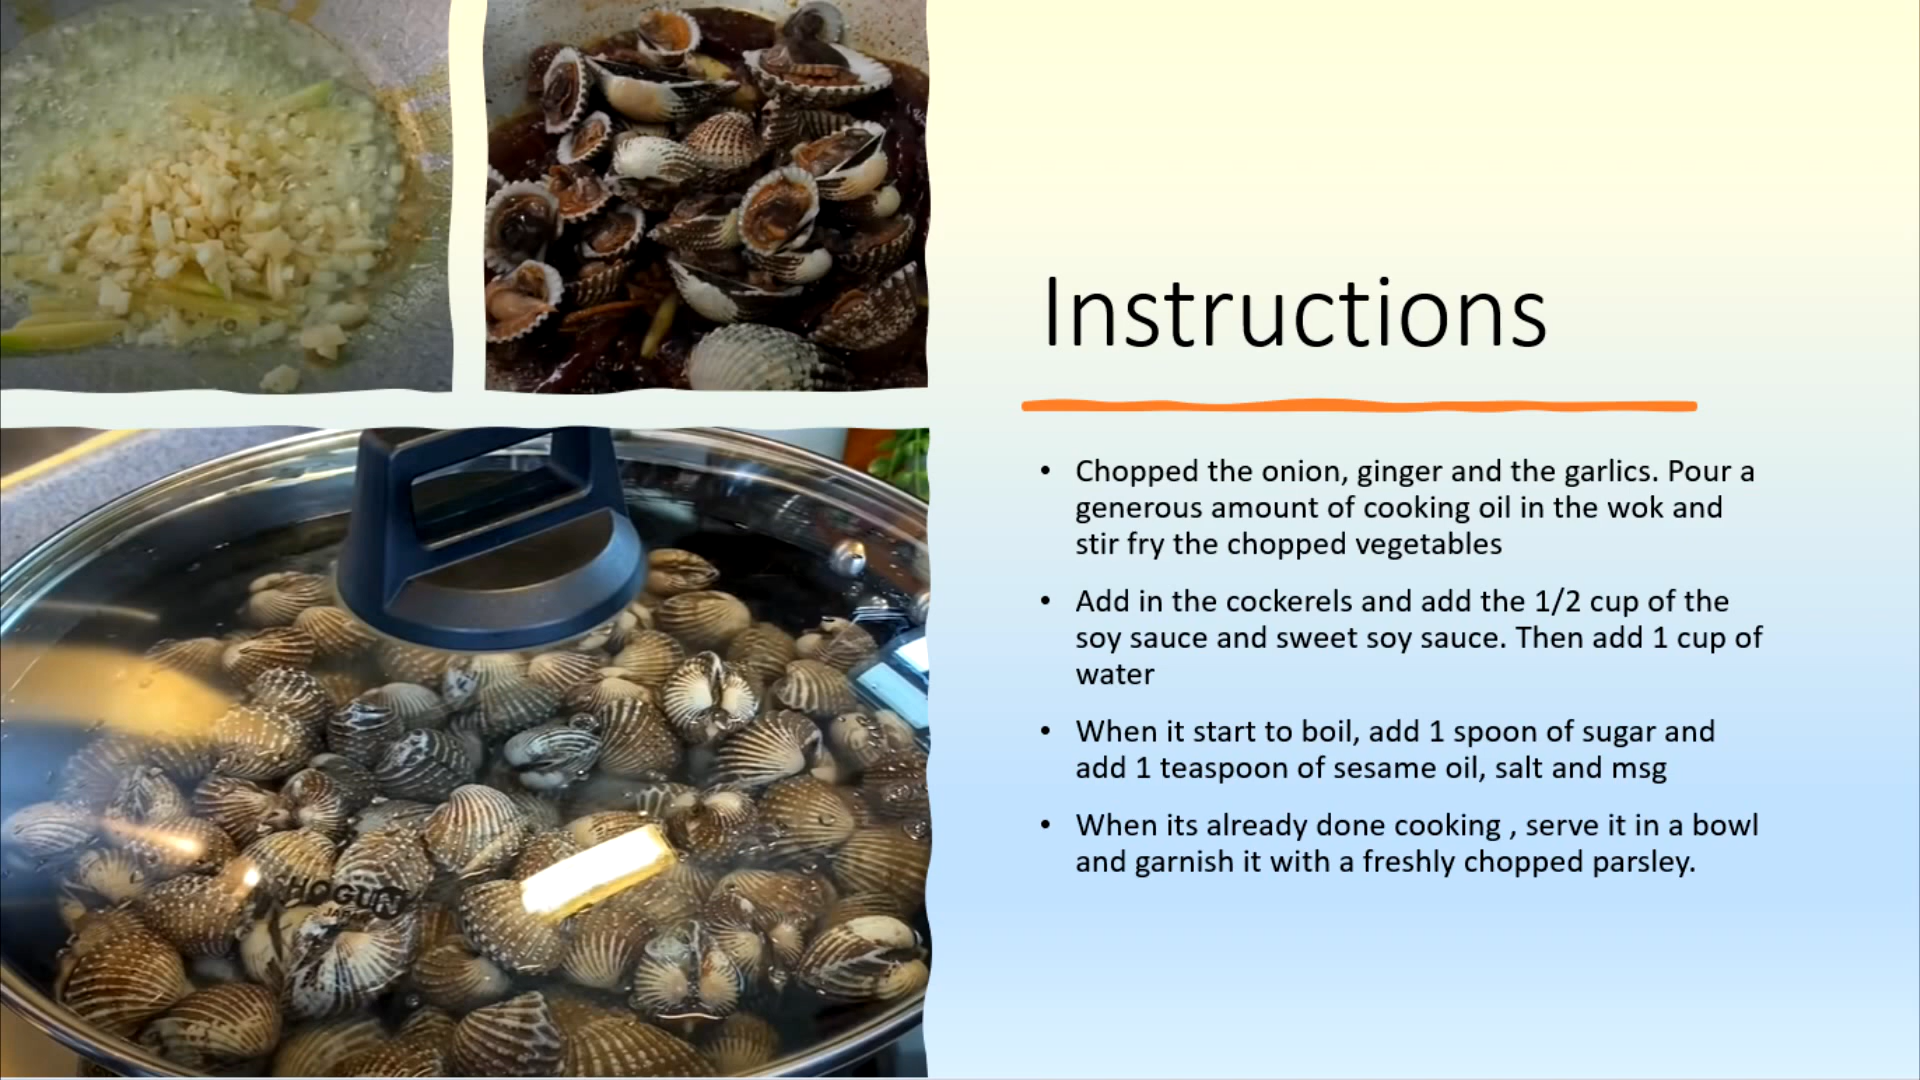 Instructions
• Chopped the onion, ginger and the garlics. Pour a
generous amount of cooking oil in the wok and
stir fry the chopped vegetables
• Add in the cockerels and add the 1/2 cup of the
soy sauce and sweet soy sauce. Then add 1 cup of
water
• When it start to boil, add 1 spoon of sugar and
add 1 teaspoon of sesame oil, salt and msg
• When its already done cooking , serve it in a bowl
and garnish it with a freshly chopped parsley.
SHOGUN
JAPAN